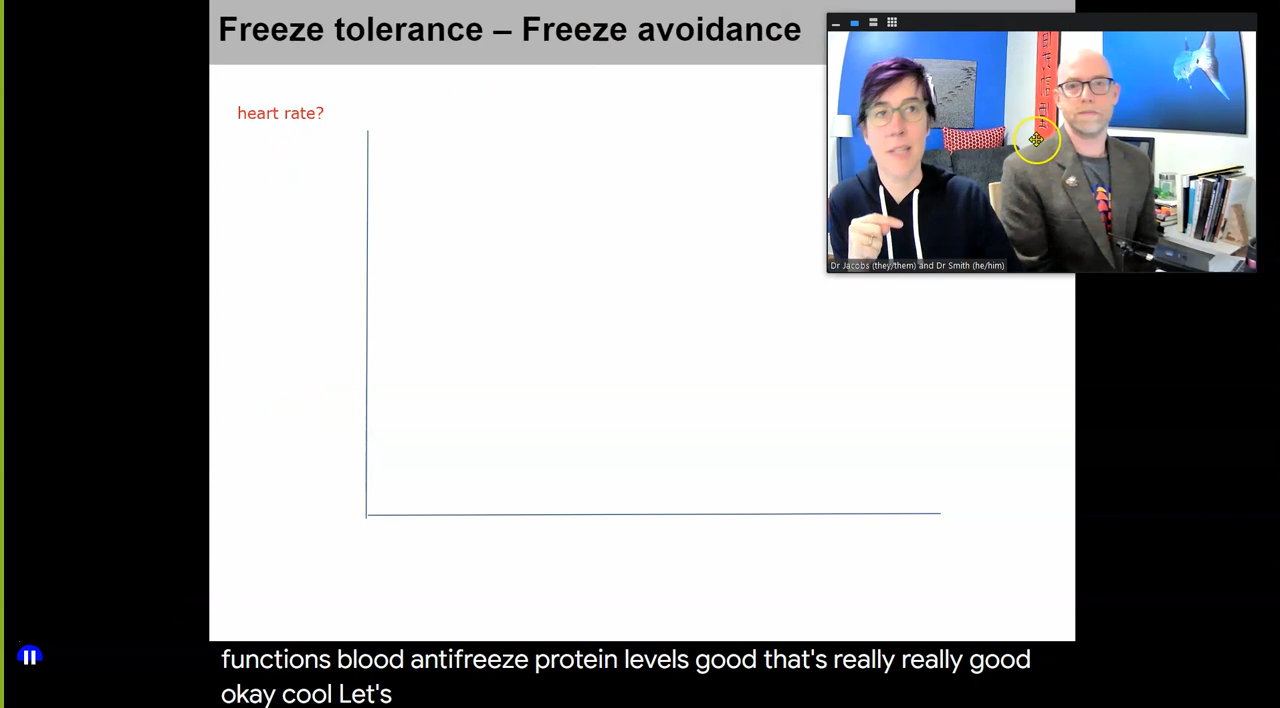 Freeze tolerance – Freeze avoidance
heart rate?
Dr Jacobs (they/them) and Dr Smith (he/him)
functions blood antifreeze protein levels good that's really really good
okay cool Let's